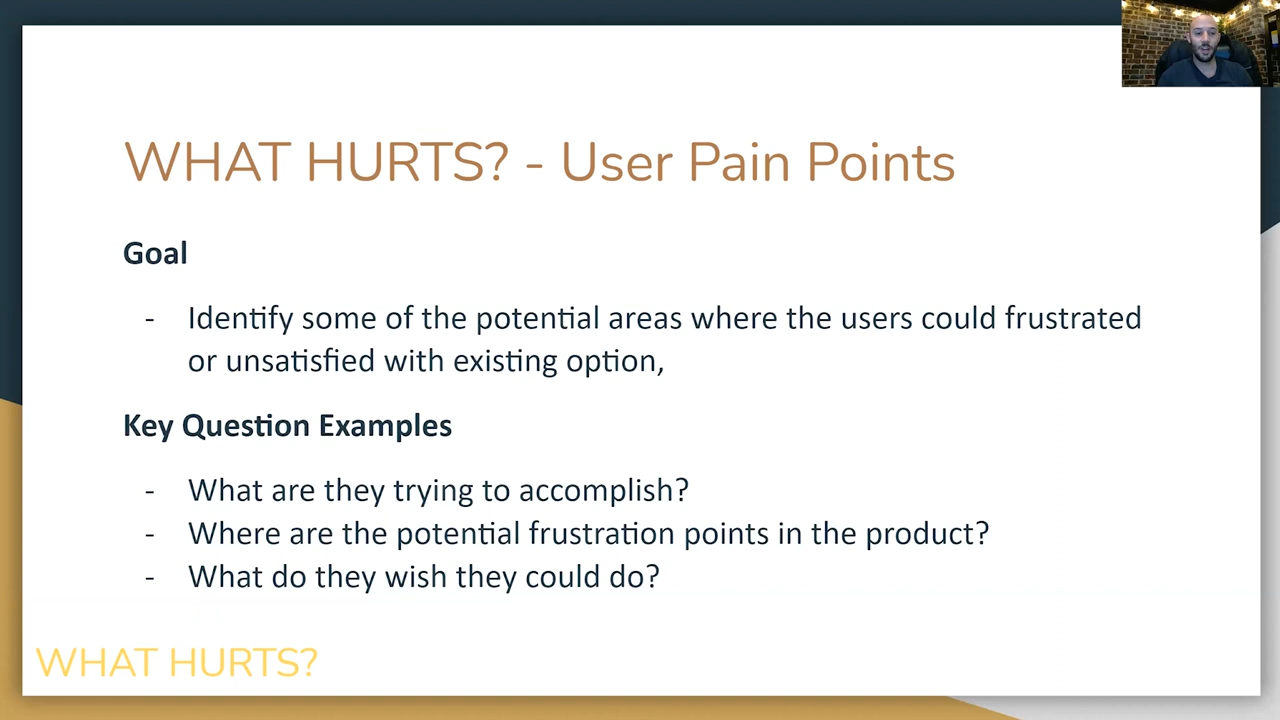 WHAT HURTS? - User Pain Points
Goal
- Identify some of the potential areas where the users could frustrated
or unsatisfied with existing option,
Key Question Examples
- What are they trying to accomplish?
- Where are the potential frustration points in the product?
- What do they wish they could do?
WHAT HURTS?